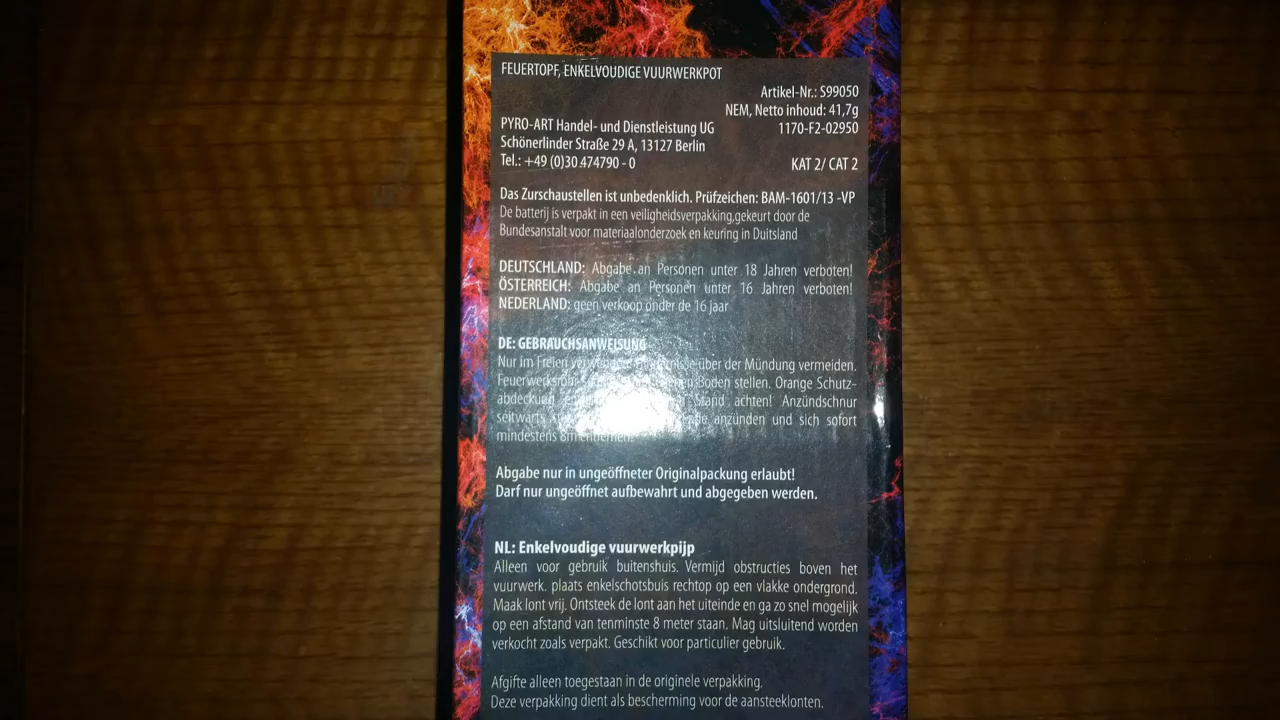 FEUERTOPF, ENKELVOUDIGE VUURWERKPOT
Artikel-Nr.: S99050
NEM, Netto inhoud: 41,7g
PYRO-ART Handel- und Dienstleistung UG 1170-F2-02950
Schönerlinder Straße 29 A, 13127 Berlin
Tel.: +49 (0)30 474790 - 0 KAT 2/ CAT 2
Das Zurschaustellen ist unbedenklich. Prüfzeichen: BAM-1601/13 -VP
De batterij is verpakt in een veiligheidsverpakking,gekeurt door de
Bundesanstalt voor materiaalonderzoek en keuring in Duitsland
DEUTSCHLAND: Abgabe an Personen unter 18 Jahren verboten!
ÖSTERREICH: Abgabe an Personen unter 16 Jahren verboten!
NEDERLAND: geen verkoop onder de 16 jaar
DE: GEBRAUCHSANWEISUNG
Nur im Freien über der Mündung vermeiden.
Boden stellen. Orange Schutz-
abdeckung Stand achten! Anzündschnur
seitwärts anzünden und sich sofort
mindestens 8m entfernen.
Abgabe nur in ungeöffneter Originalpackung erlaubt!
Darf nur ungeöffnet aufbewahrt und abgegeben werden.
NL: Enkelvoudige vuurwerkpijp
Alleen voor gebruik buitenshuis. Vermijd obstructies boven het
vuurwerk. plaats enkelschotsbuis rechtop op een vlakke ondergrond.
Maak lont vrij. Ontsteek de lont aan het uiteinde en ga zo snel mogelijk
op een afstand van tenminste 8 meter staan. Mag uitsluitend worden
verkocht zoals verpakt. Geschikt voor particulier gebruik.
Afgifte alleen toegestaan in de originele verpakking.
Deze verpakking dient als bescherming voor de aansteeklonten.